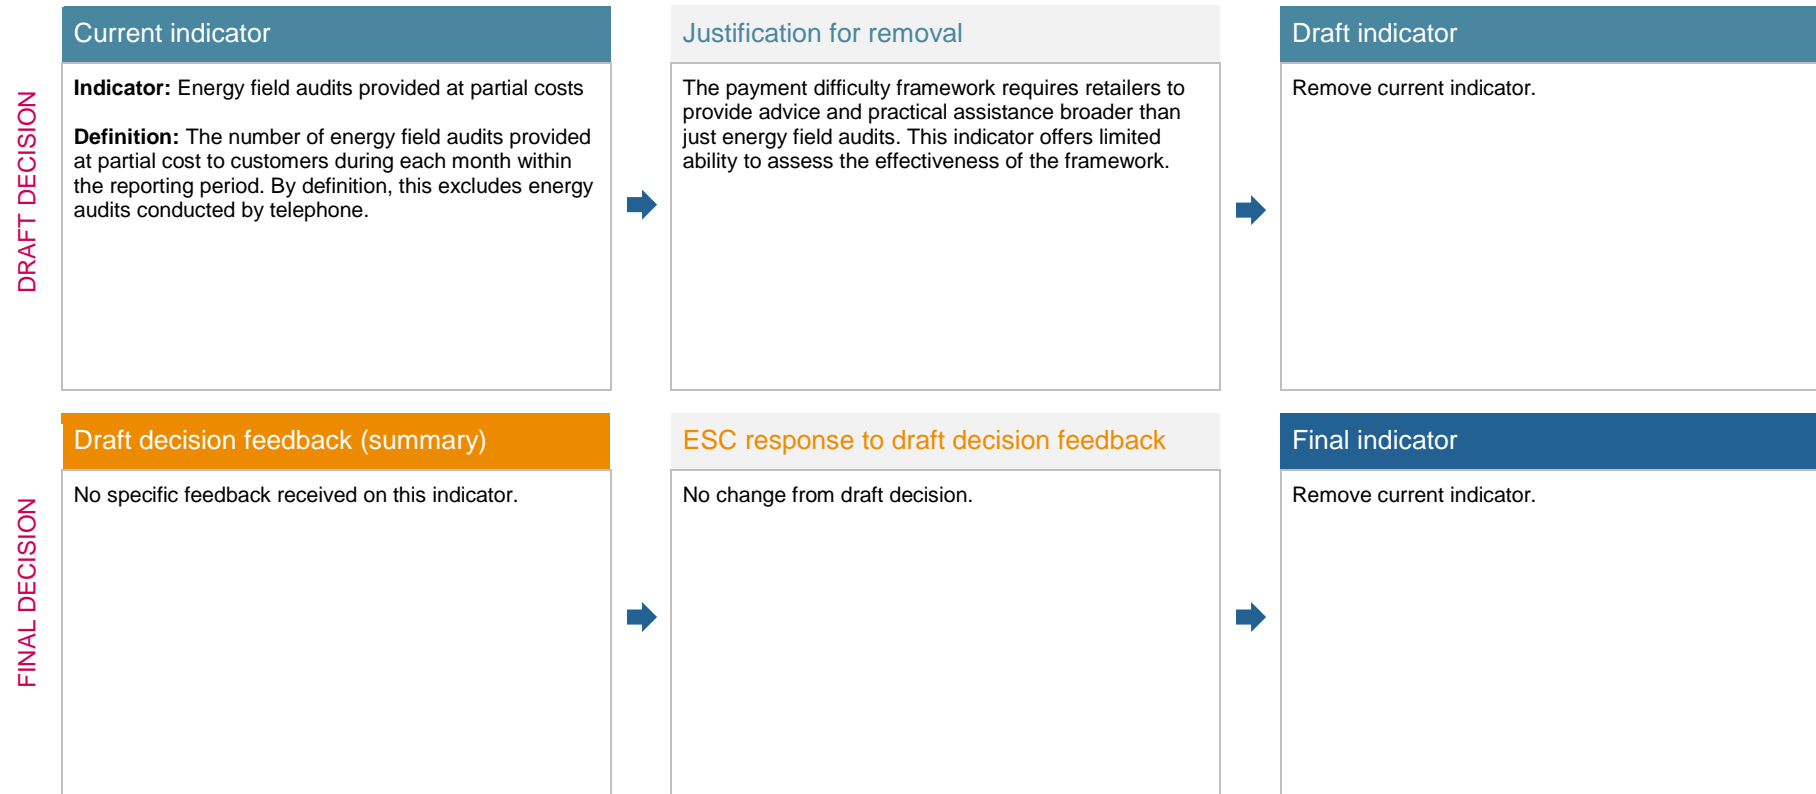 DRAFT DECISION
Current indicator
Indicator: Energy field audits provided at partial costs
Definition: The number of energy field audits provided
at partial cost to customers during each month within
the reporting period. By definition, this excludes energy
audits conducted by telephone.
Justification for removal
The payment difficulty framework requires retailers to
provide advice and practical assistance broader than
just energy field audits. This indicator offers limited
ability to assess the effectiveness of the framework.
Draft indicator
Remove current indicator.
FINAL DECISION
Draft decision feedback (summary)
No specific feedback received on this indicator.
ESC response to draft decision feedback
No change from draft decision.
Final indicator
Remove current indicator.